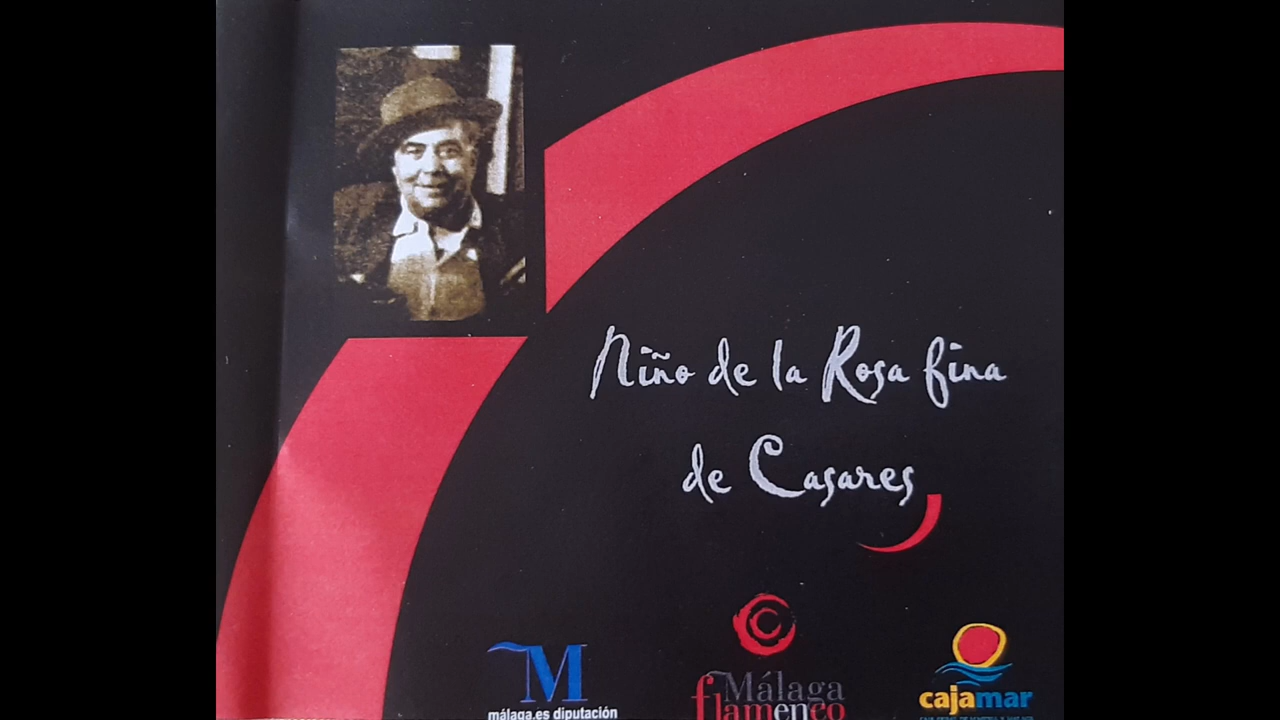 Niño de la Rosa fina
de Casares
M
málaga.es diputación
Málaga
flamenco
cajamar